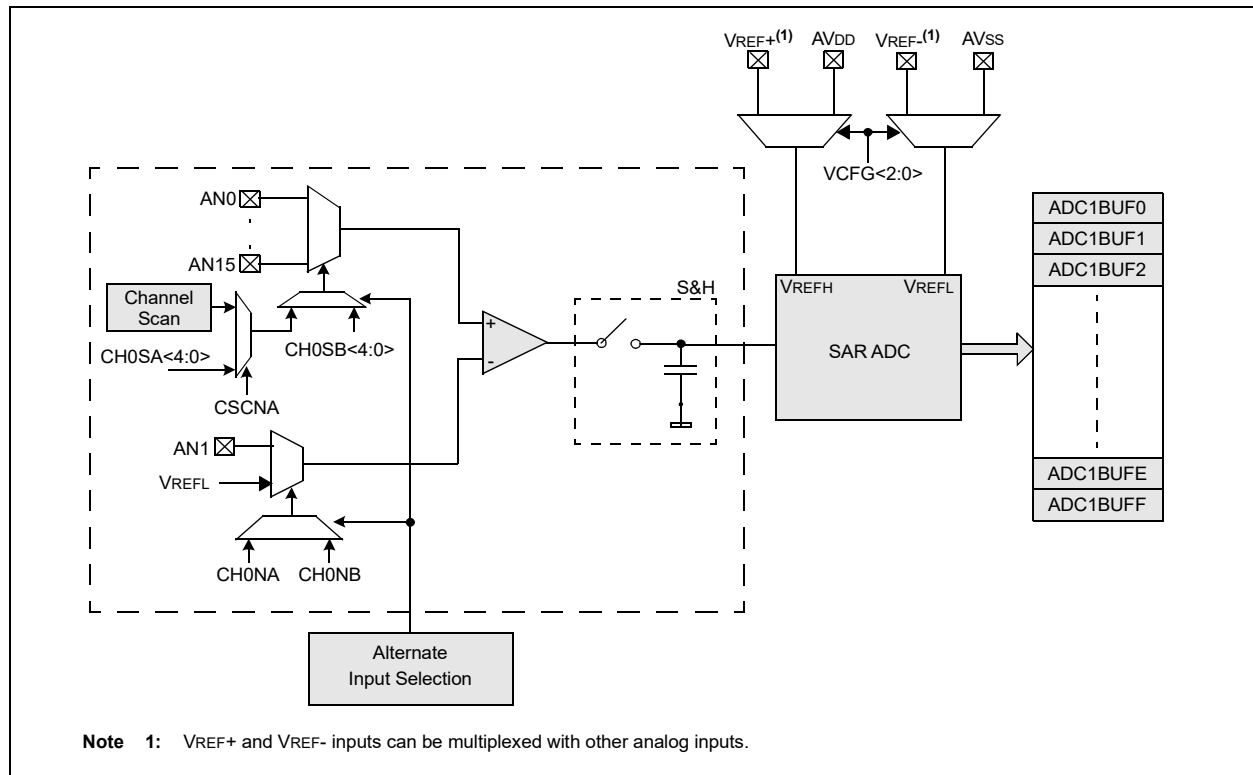 VREF+(1) AVDD VREF-(1) AVSS
VCFG<2:0>
AN0
AN15
Channel
Scan
CH0SA<4:0>
CSCNA
CH0SB<4:0>
AN1
VREFL
CH0NA CH0NB
+
-
S&H
VREFH VREFL
SAR ADC
ADC1BUF0
ADC1BUF1
ADC1BUF2
ADC1BUFE
ADC1BUFF
Alternate
Input Selection
Note 1: VREF+ and VREF- inputs can be multiplexed with other analog inputs.